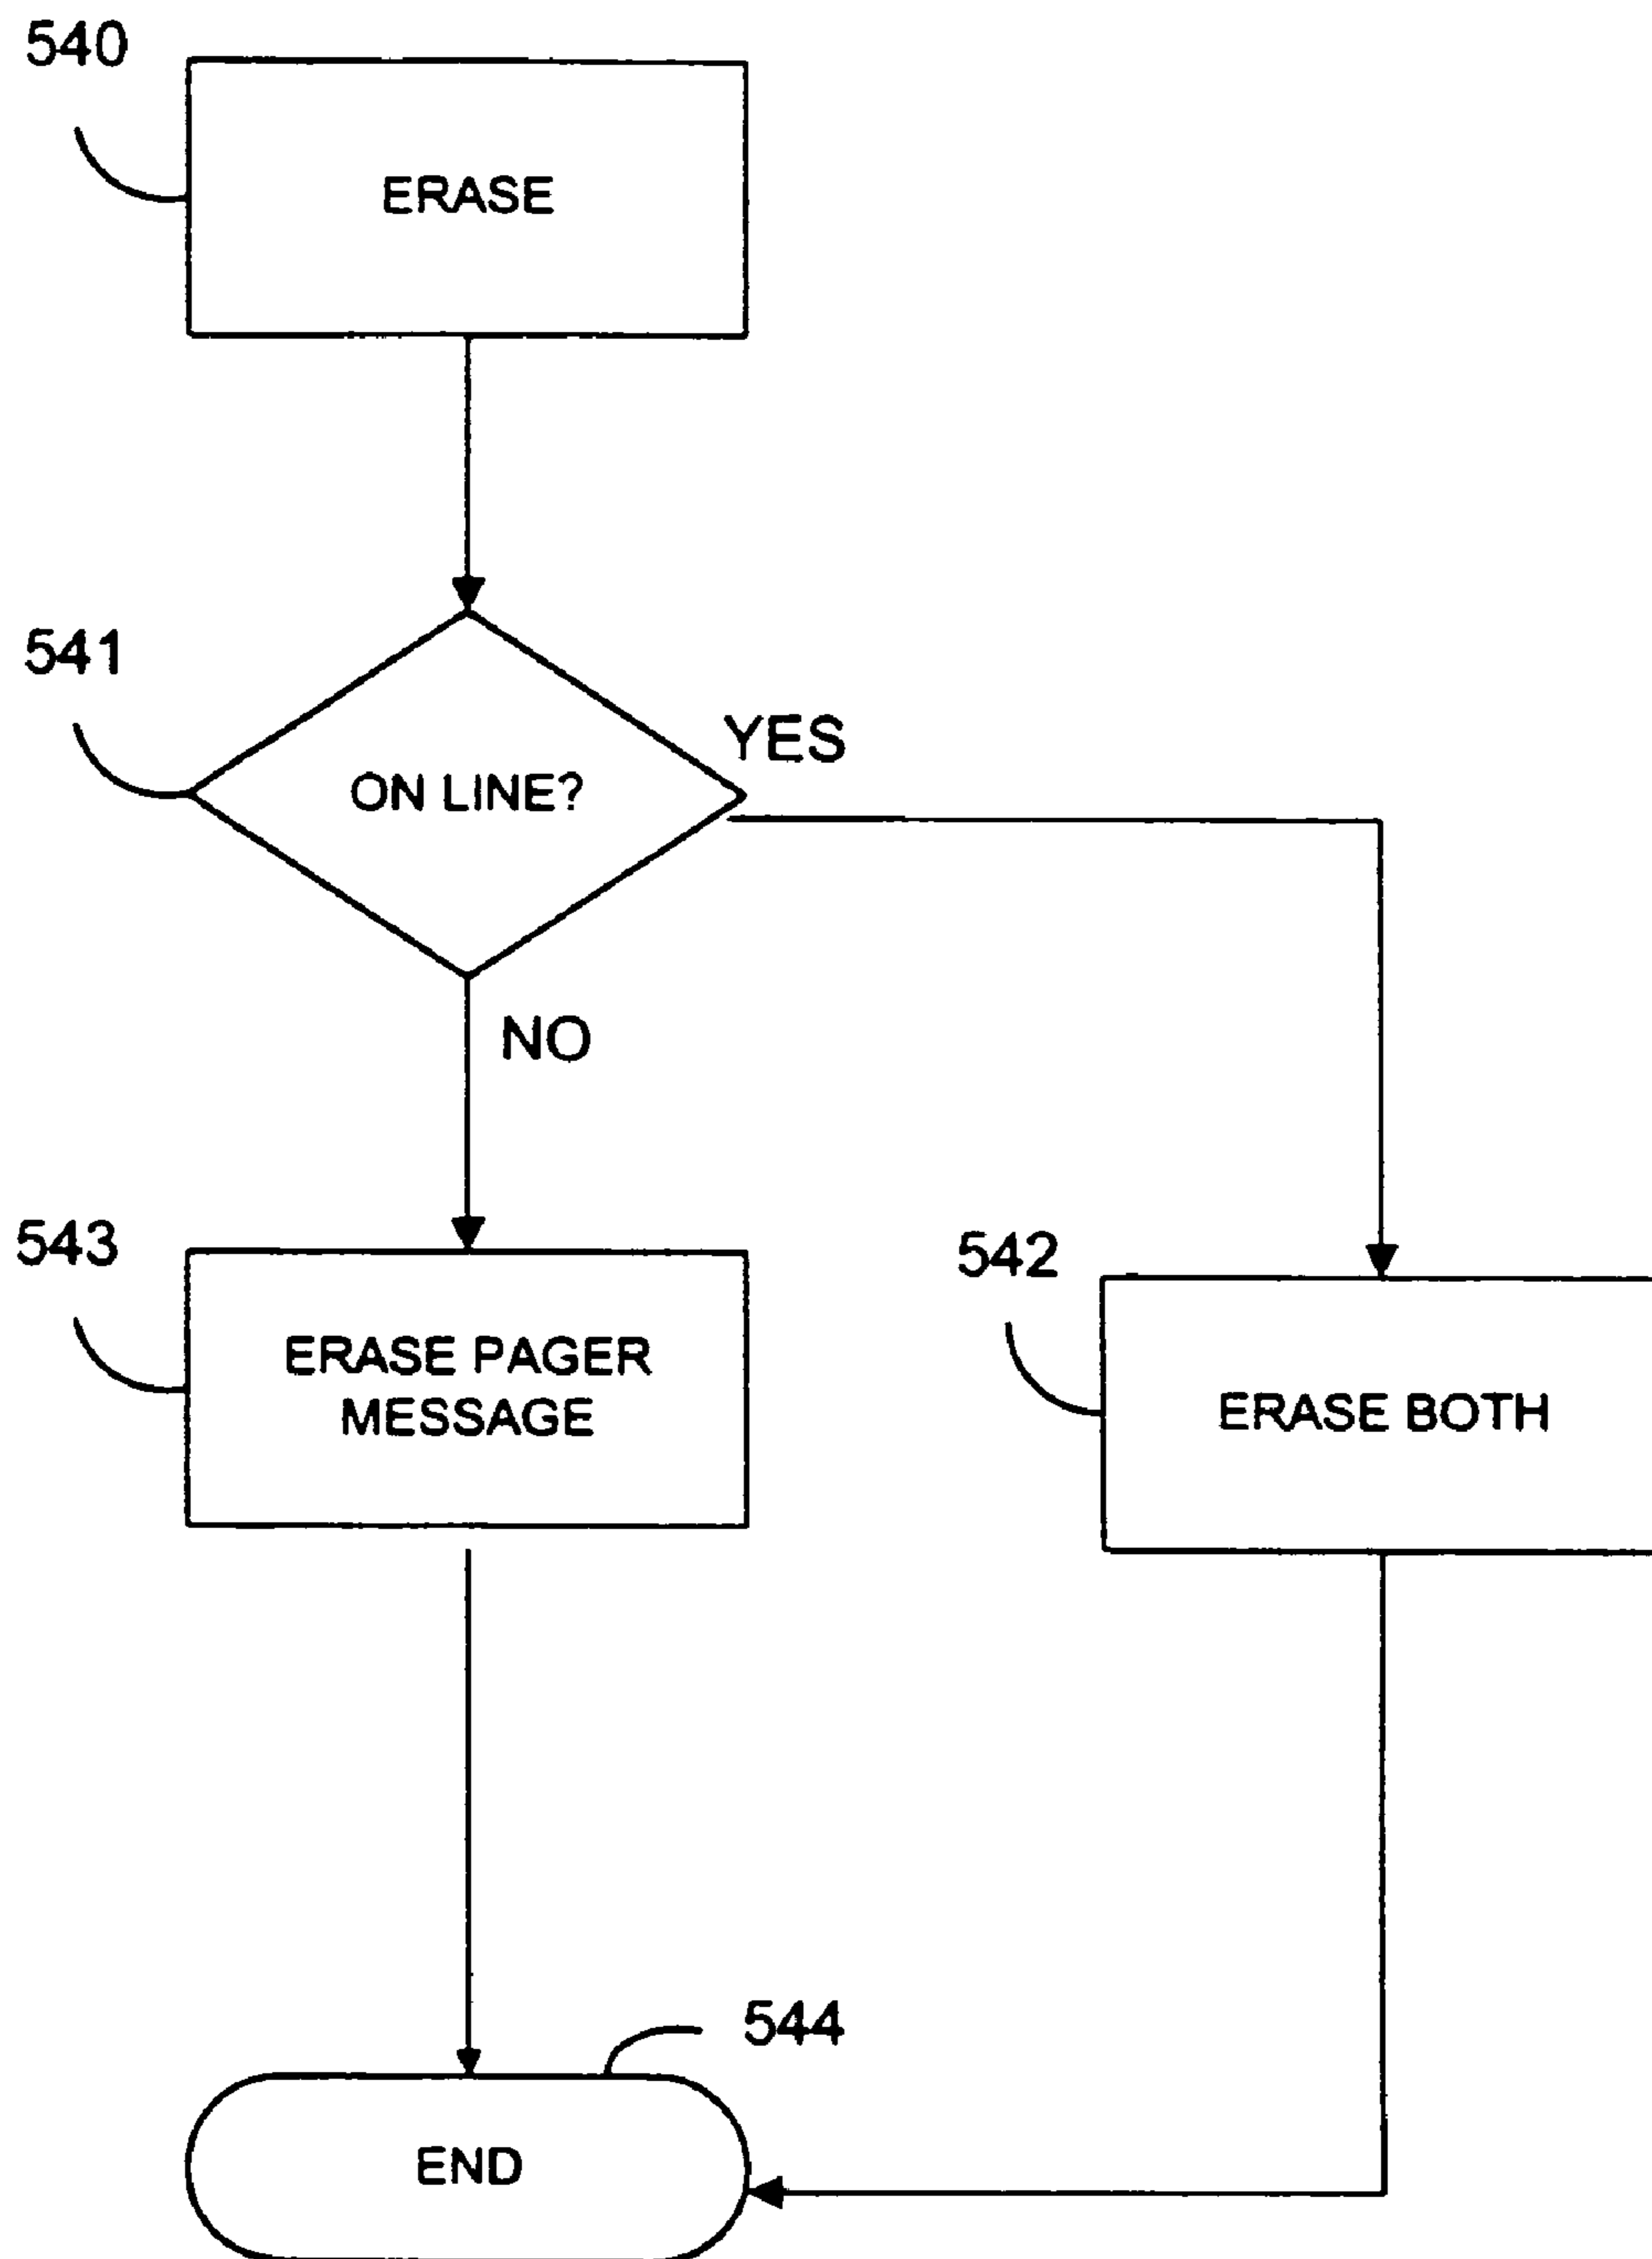 540
ERASE
541
ON LINE?
YES
NO
543
ERASE PAGER
MESSAGE
542
ERASE BOTH
544
END